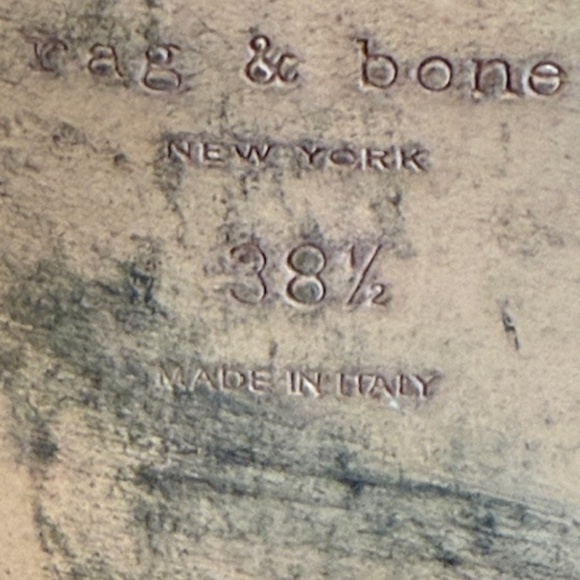 rag & bone
NEW YORK
38½
MADE IN ITALY